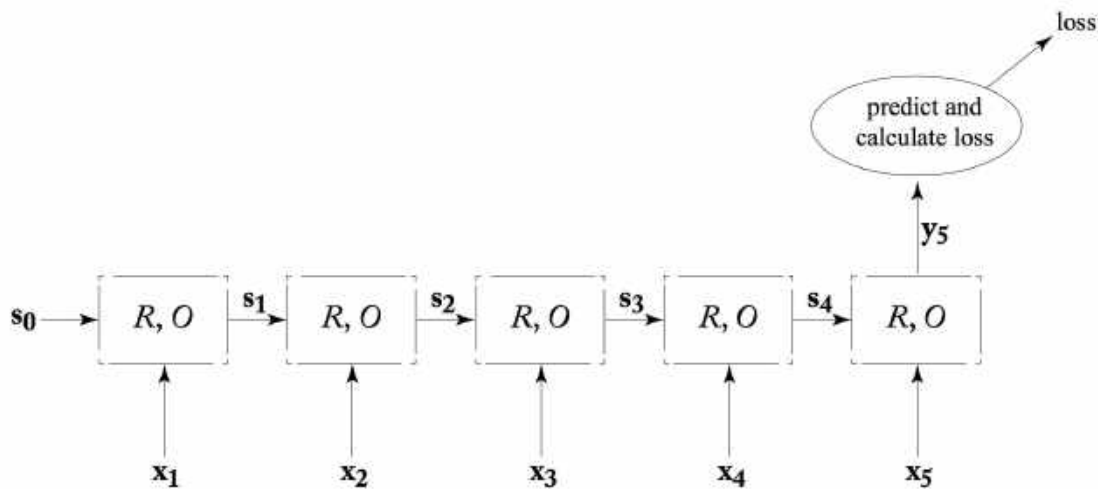 loss
predict and
calculate loss
y5
s0 R, O s1 R, O s2 R, O s3 R, O s4 R, O
x1 x2 x3 x4 x5